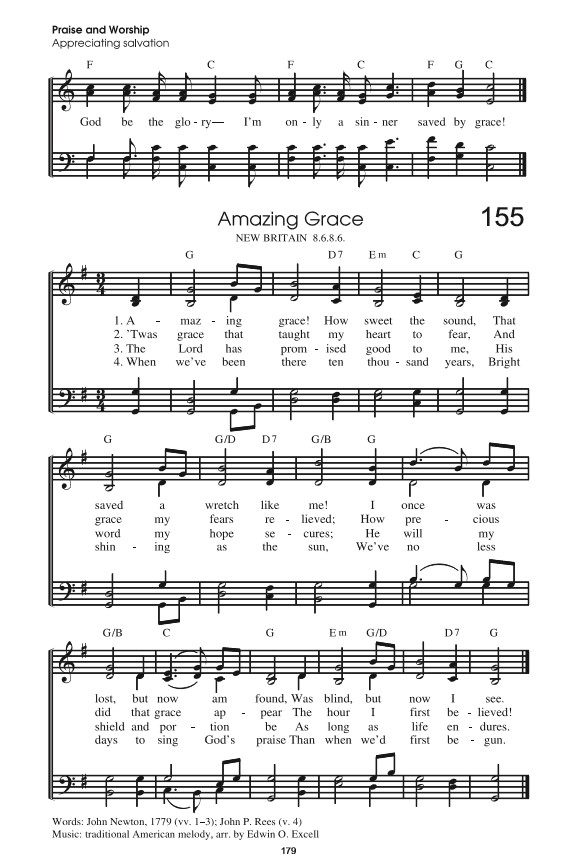 Praise and Worship
Appreciating salvation
F C F C F G C
God be the glo-ry— I'm on - ly a sin - ner saved by grace!
Amazing Grace 155
NEW BRITAIN 8.6.8.6.
G D7 Em C G
1. A - maz - ing grace! How sweet the sound, That
2. 'Twas grace that taught my heart to fear, And
3. The Lord has prom - ised good to me, His
4. When we've been there ten thou - sand years, Bright
G G/D D7 G/B G
saved a wretch like me! I once was
grace my fears re - lieved; How pre - cious
word my hope se - cures; He will my
shin - ing as the sun, We've no less
G/B C G Em G/D D7 G
lost, but now am found, Was blind, but now I see.
did that grace ap - pear The hour I first be - lieved!
shield and por - tion be As long as life en - dures.
days to sing God's praise Than when we'd first be - gun.
Words: John Newton, 1779 (vv. 1–3); John P. Rees (v. 4)
Music: traditional American melody, arr. by Edwin O. Excell
179